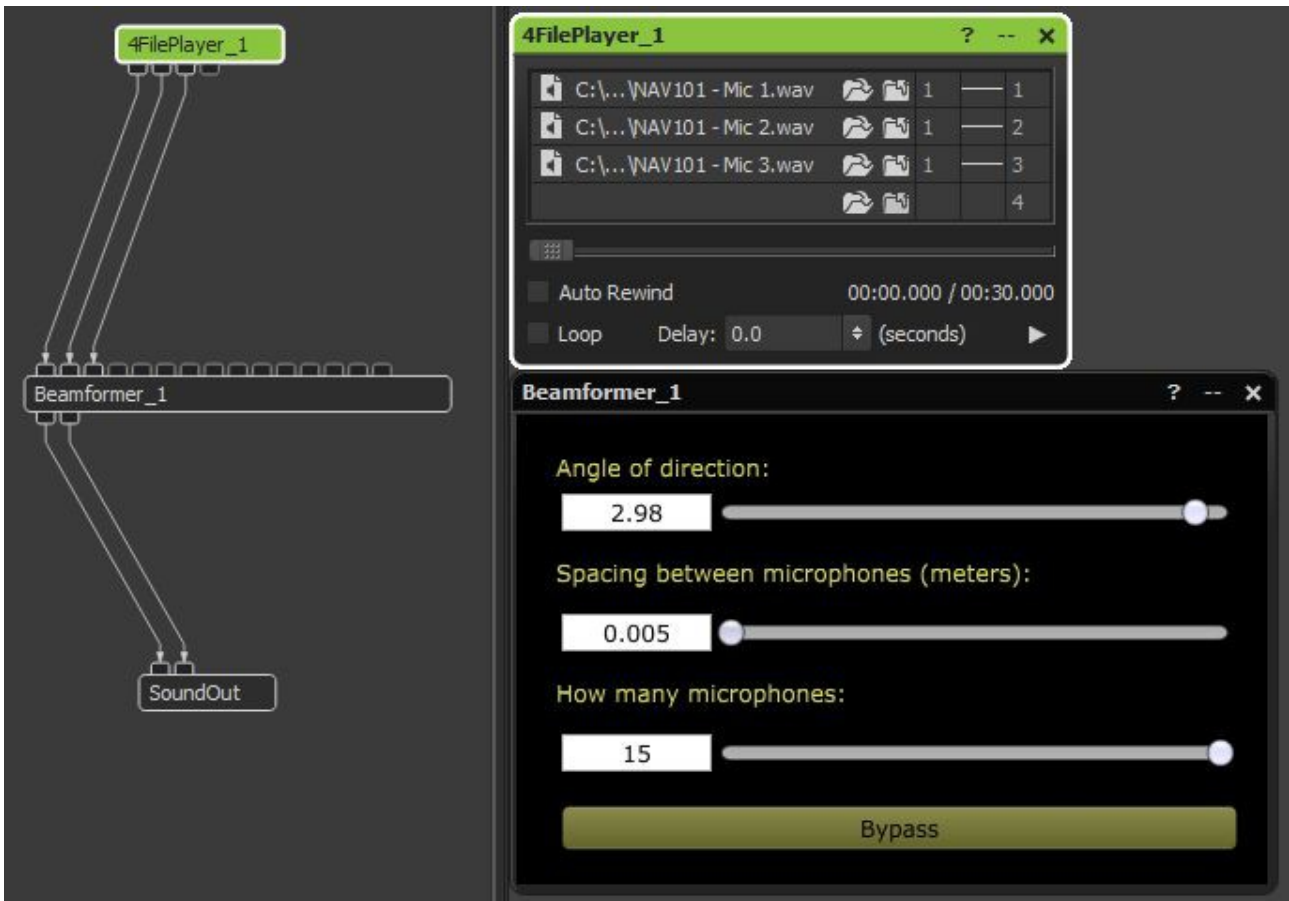 4FilePlayer_1
Beamformer_1
SoundOut
4FilePlayer_1 ? -- ×
C:\...\NAV101 - Mic 1.wav 1 1
C:\...\NAV101 - Mic 2.wav 1 2
C:\...\NAV101 - Mic 3.wav 1 3
4
Auto Rewind 00:00.000 / 00:30.000
Loop Delay: 0.0 (seconds)
Beamformer_1 ? -- ×
Angle of direction:
2.98
Spacing between microphones (meters):
0.005
How many microphones:
15
Bypass